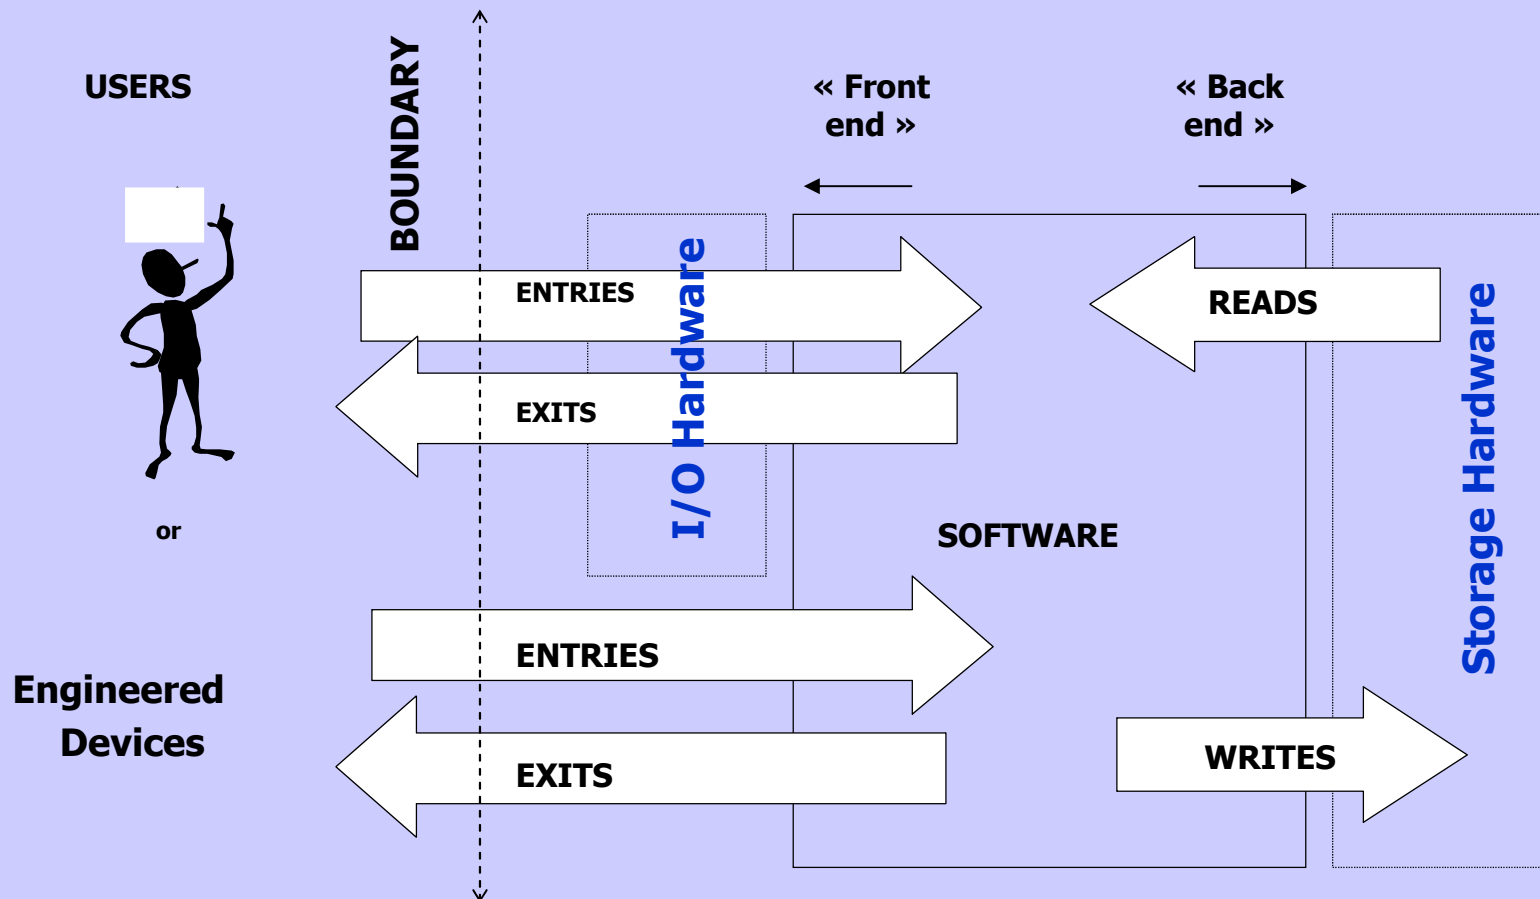 USERS
BOUNDARY
« Front
end »
« Back
end »
ENTRIES
READS
EXITS
I/O Hardware
Storage Hardware
or
SOFTWARE
ENTRIES
Engineered
Devices
EXITS
WRITES